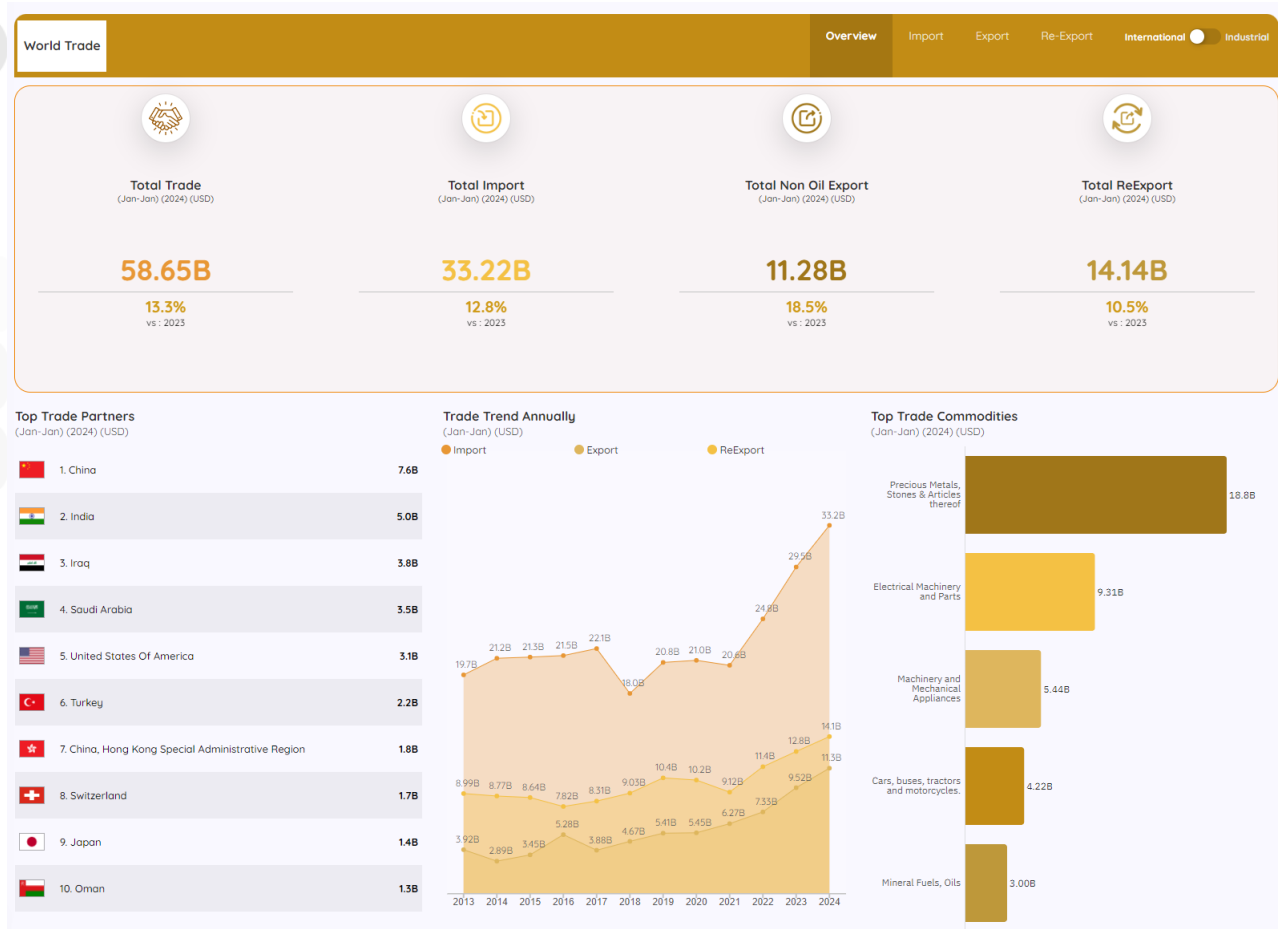 World Trade
Overview
Import
Export
Re-Export
International
Industrial
Total Trade
(Jan-Jan) (2024) (USD)
58.65B
13.3%
vs : 2023
Total Import
(Jan-Jan) (2024) (USD)
33.22B
12.8%
vs : 2023
Total Non Oil Export
(Jan-Jan) (2024) (USD)
11.28B
18.5%
vs : 2023
Total ReExport
(Jan-Jan) (2024) (USD)
14.14B
10.5%
vs : 2023
Top Trade Partners
(Jan-Jan) (2024) (USD)
1. China 7.6B
2. India 5.0B
3. Iraq 3.8B
4. Saudi Arabia 3.5B
5. United States Of America 3.1B
6. Turkey 2.2B
7. China, Hong Kong Special Administrative Region 1.8B
8. Switzerland 1.7B
9. Japan 1.4B
10. Oman 1.3B
Trade Trend Annually
(Jan-Jan) (USD)
Import Export ReExport
19.7B 21.2B 21.3B 21.5B 22.1B 18.0B 20.8B 21.0B 20.6B 24.8B 29.5B 33.2B
8.99B 8.77B 8.64B 7.82B 8.31B 9.03B 10.4B 10.2B 9.12B 11.4B 12.8B 14.1B
3.92B 2.89B 3.45B 5.28B 3.88B 4.67B 5.41B 5.45B 6.27B 7.33B 9.52B 11.3B
2013 2014 2015 2016 2017 2018 2019 2020 2021 2022 2023 2024
Top Trade Commodities
(Jan-Jan) (2024) (USD)
Precious Metals,
Stones & Articles
thereof
18.8B
Electrical Machinery
and Parts
9.31B
Machinery and
Mechanical
Appliances
5.44B
Cars, buses, tractors
and motorcycles.
4.22B
Mineral Fuels, Oils
3.00B